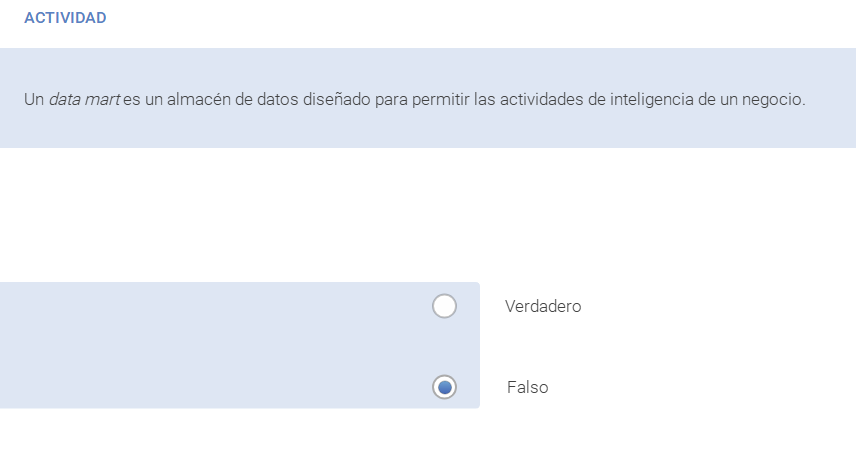 ACTIVIDAD
Un data mart es un almacén de datos diseñado para permitir las actividades de inteligencia de un negocio.
Verdadero
Falso